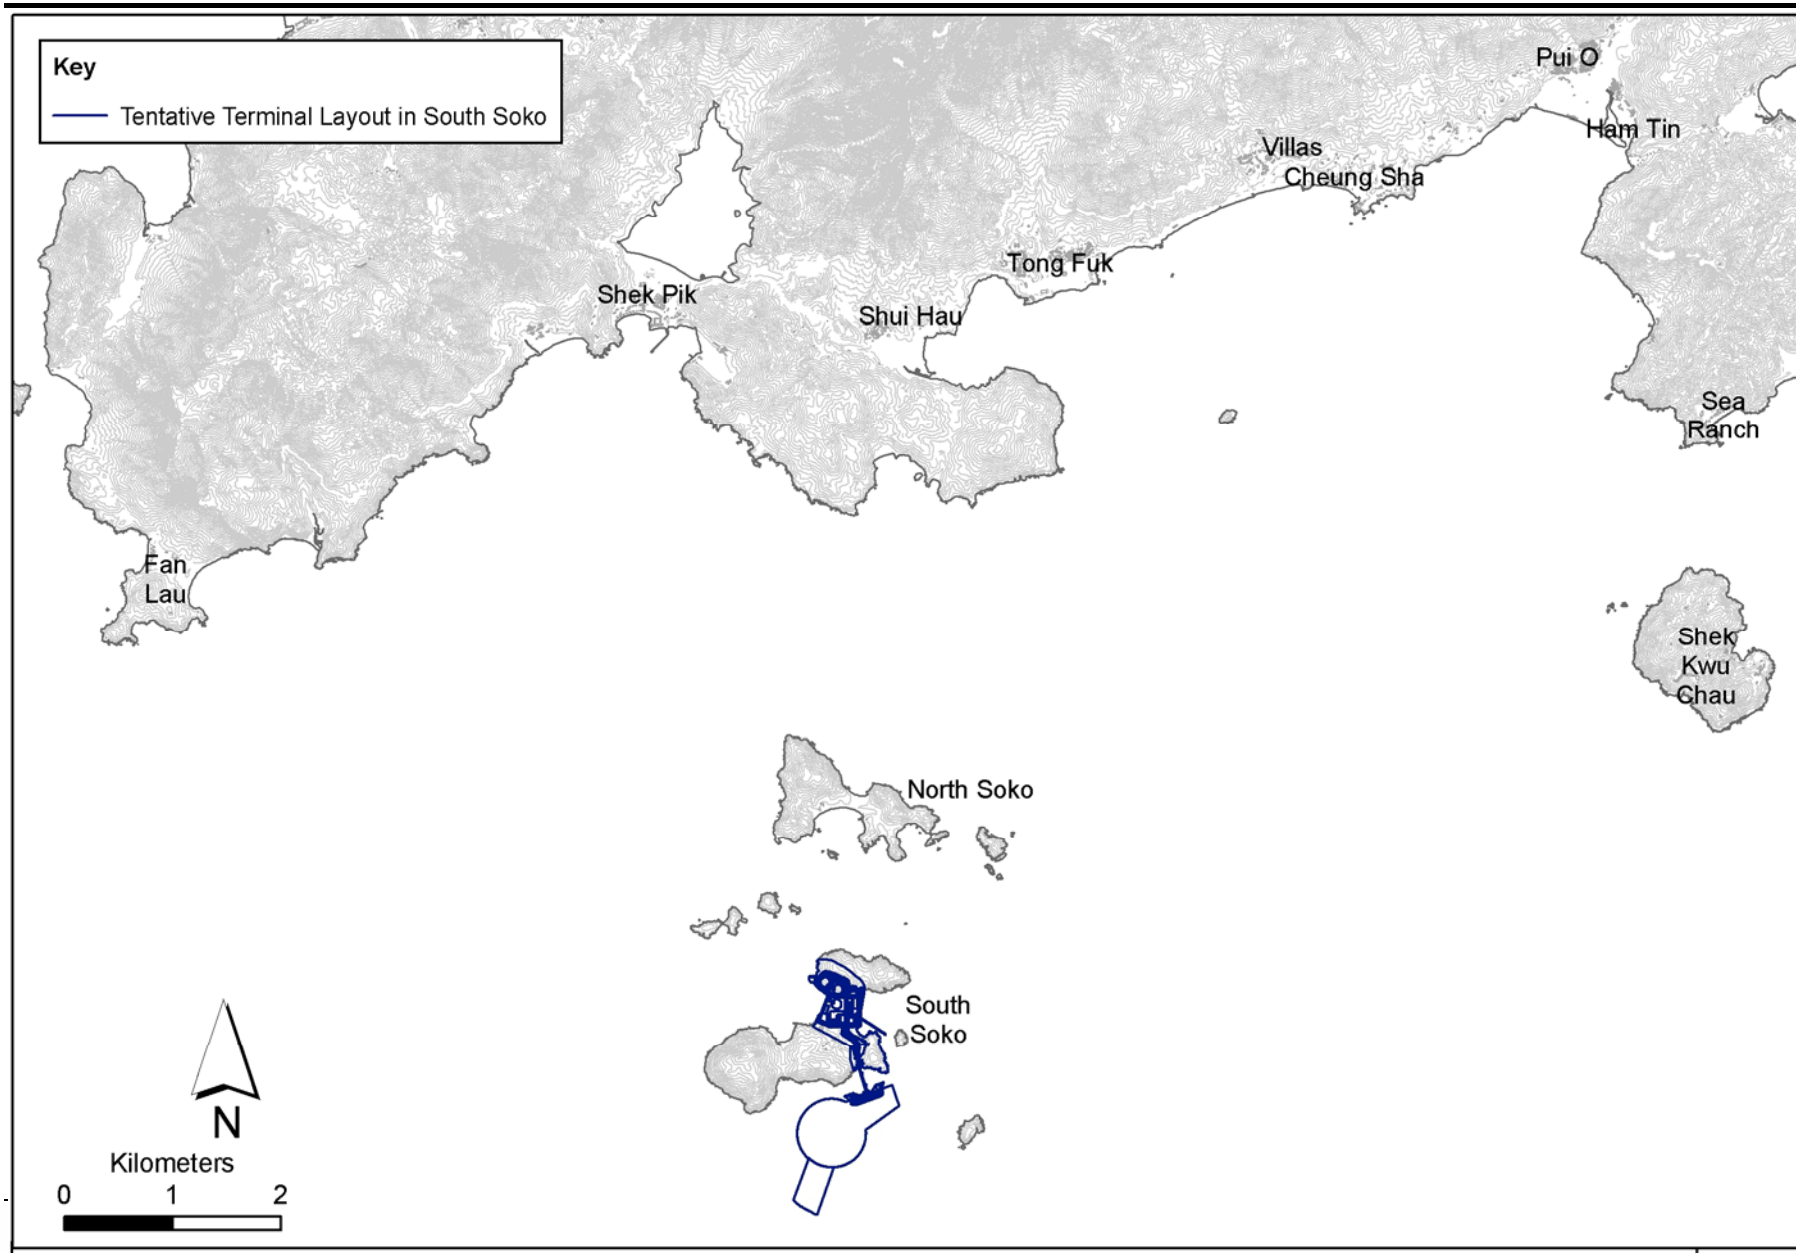 Key
Tentative Terminal Layout in South Soko
Pui O
Ham Tin
Villas
Cheung Sha
Tong Fuk
Shek Pik
Shui Hau
Sea
Ranch
Fan
Lau
Shek
Kwu
Chau
North Soko
South
Soko
N
Kilometers
0 1 2